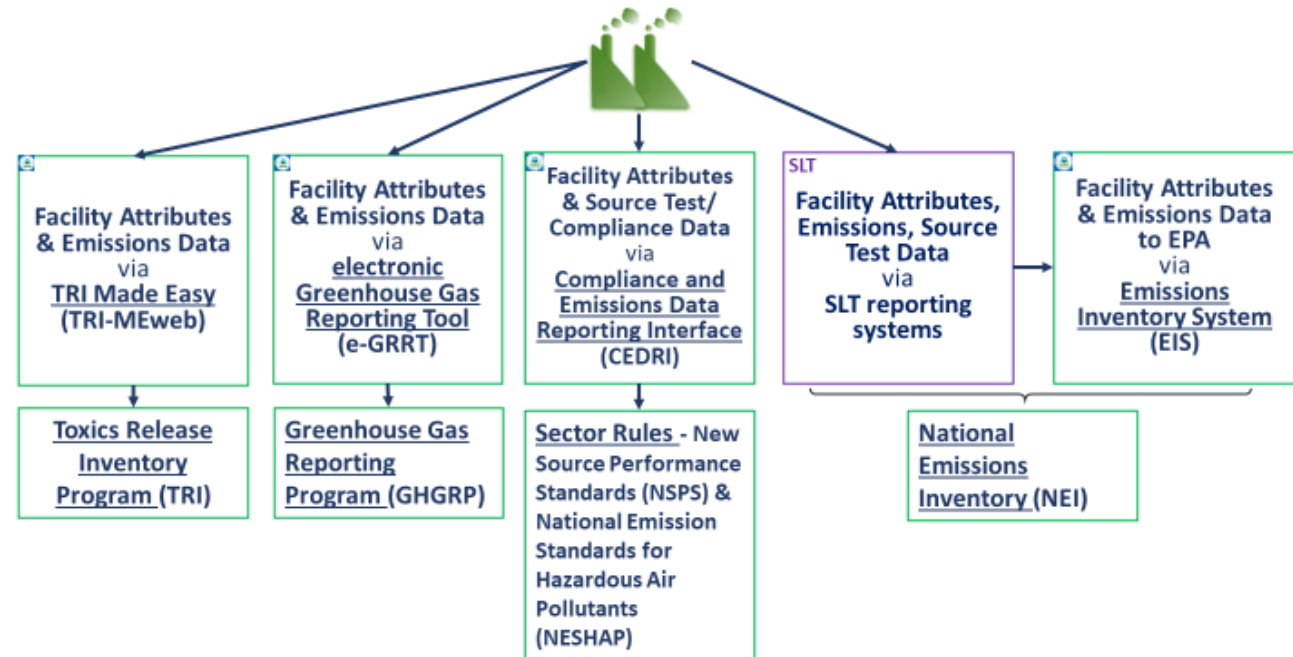 Facility Attributes
& Emissions Data
via
TRI Made Easy
(TRI-MEweb)
Facility Attributes
& Emissions Data
via
electronic
Greenhouse Gas
Reporting Tool
(e-GRRT)
Facility Attributes
& Source Test/
Compliance Data
via
Compliance and
Emissions Data
Reporting Interface
(CEDRI)
SLT
Facility Attributes,
Emissions, Source
Test Data
via
SLT reporting
systems
Facility Attributes
& Emissions Data
to EPA
via
Emissions
Inventory System
(EIS)
Toxics Release
Inventory
Program (TRI)
Greenhouse Gas
Reporting
Program (GHGRP)
Sector Rules - New
Source Performance
Standards (NSPS) &
National Emission
Standards for
Hazardous Air
Pollutants
(NESHAP)
National
Emissions
Inventory (NEI)